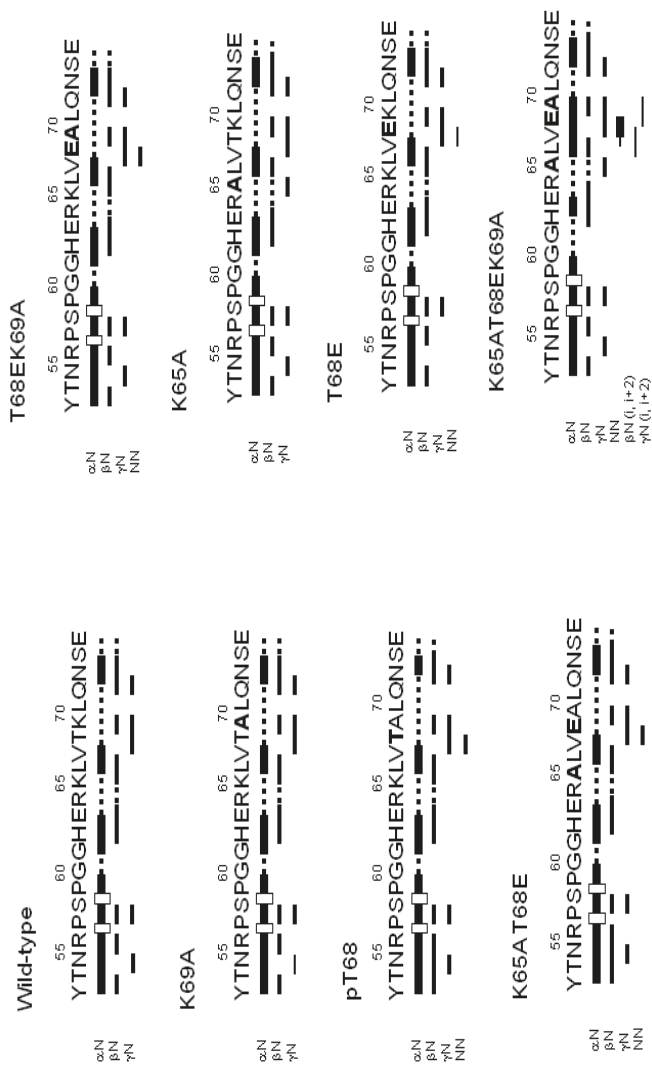 Wild-type
55 60 65 70
YTNRPSPGGHERKLVTKLQNSE
αN
βN
γN
K69A
55 60 65 70
YTNRPSPGGHERKLVTALQNSE
αN
βN
γN
pT68
55 60 65 70
YTNRPSPGGHERKLVTALQNSE
αN
βN
γN
NN
K65AT68E
55 60 65 70
YTNRPSPGGHERALVEALQNSE
αN
βN
γN
NN
T68EK69A
55 60 65 70
YTNRPSPGGHERKLVEALQNSE
αN
βN
γN
NN
K65A
55 60 65 70
YTNRPSPGGHERALVTKLQNSE
αN
βN
γN
T68E
55 60 65 70
YTNRPSPGGHERKLVEKLQNSE
αN
βN
γN
NN
K65AT68EK69A
55 60 65 70
YTNRPSPGGHERALVEALQNSE
αN
βN
γN
NN
βN (i, i+2)
γN (i, i+2)